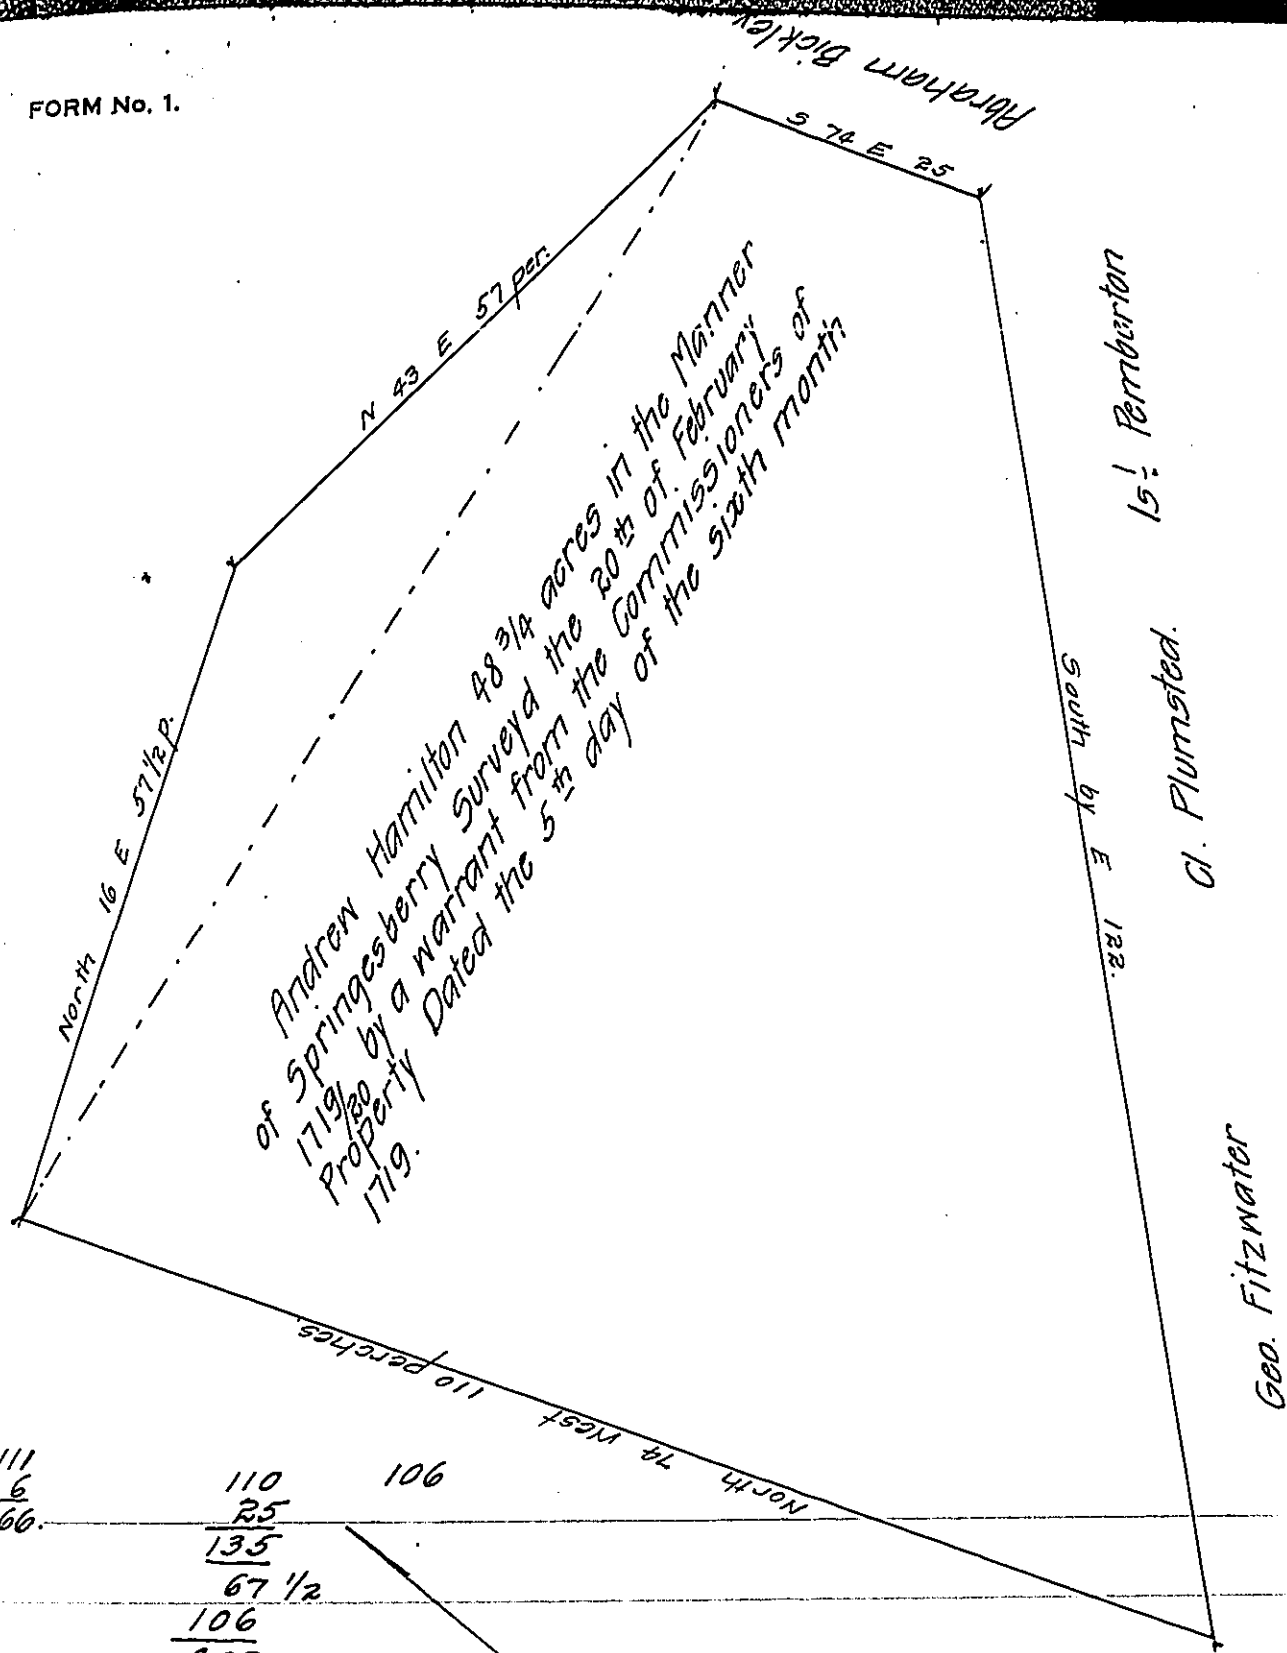 FORM No. 1.
Abraham Bickley
S 74 E 25
N 43 E 57 per.
North 16 E 57 1/2 p.
Andrew Hamilton 48 3/4 acres in the Manner
of Springesberry Surveyd the 20th of February
1719/20 by a warrant from the Commissioners of
Property Dated the 5th day of the sixth month
1719.
Is: Pemberton
South by E 122.
Cl. Plumsted.
Geo. Fitzwater
North 74 West 110 perches.
111
6
66.
110
25
135
67 1/2
106
106